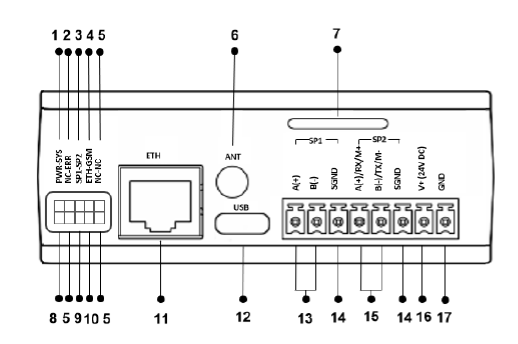 1 2 3 4 5 6 7
PWR-SYS
NC-ERR
SP1-SP2
ETH-GSM
NC-NC
ETH
ANT
USB
SP1 SP2
A(+)
B(-)
SGND
A(+)/RX/M+
B(-)/TX/M-
SGND
V+(24V DC)
GND
8 5 9 10 5 11 12 13 14 15 14 16 17